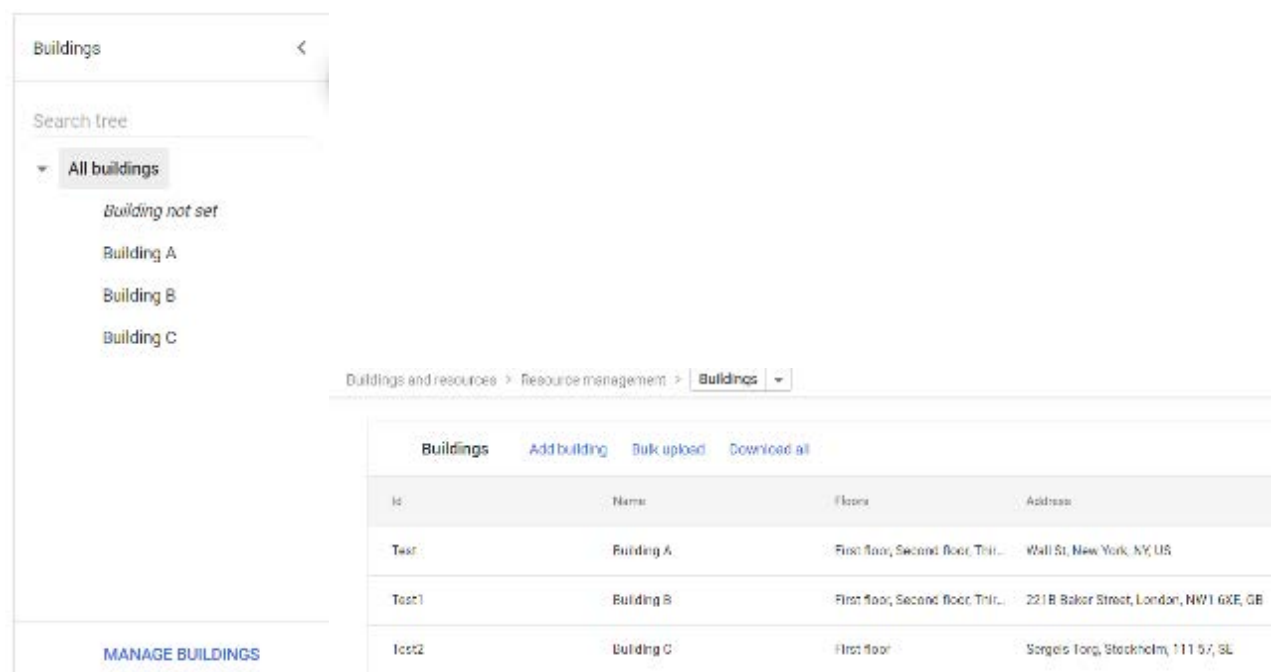 Buildings <
Search tree
All buildings
Building not set
Building A
Building B
Building C
MANAGE BUILDINGS
Buildings and resources > Resource management > Buildings
Buildings Add building Bulk upload Download all
Id Name Floors Address
Test Building A First floor, Second floor, Thir... Wall St, New York, NY, US
Test1 Building B First floor, Second floor, Thir... 221B Baker Street, London, NW1 6XE, GB
Test2 Building C First floor Sergels Torg, Stockholm, 111 57, SE